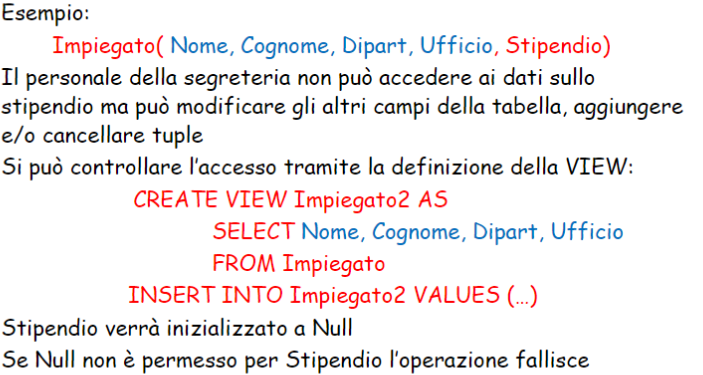 Esempio:
Impiegato( Nome, Cognome, Dipart, Ufficio, Stipendio)
Il personale della segreteria non può accedere ai dati sullo
stipendio ma può modificare gli altri campi della tabella, aggiungere
e/o cancellare tuple
Si può controllare l'accesso tramite la definizione della VIEW:
CREATE VIEW Impiegato2 AS
SELECT Nome, Cognome, Dipart, Ufficio
FROM Impiegato
INSERT INTO Impiegato2 VALUES (…)
Stipendio verrà inizializzato a Null
Se Null non è permesso per Stipendio l'operazione fallisce